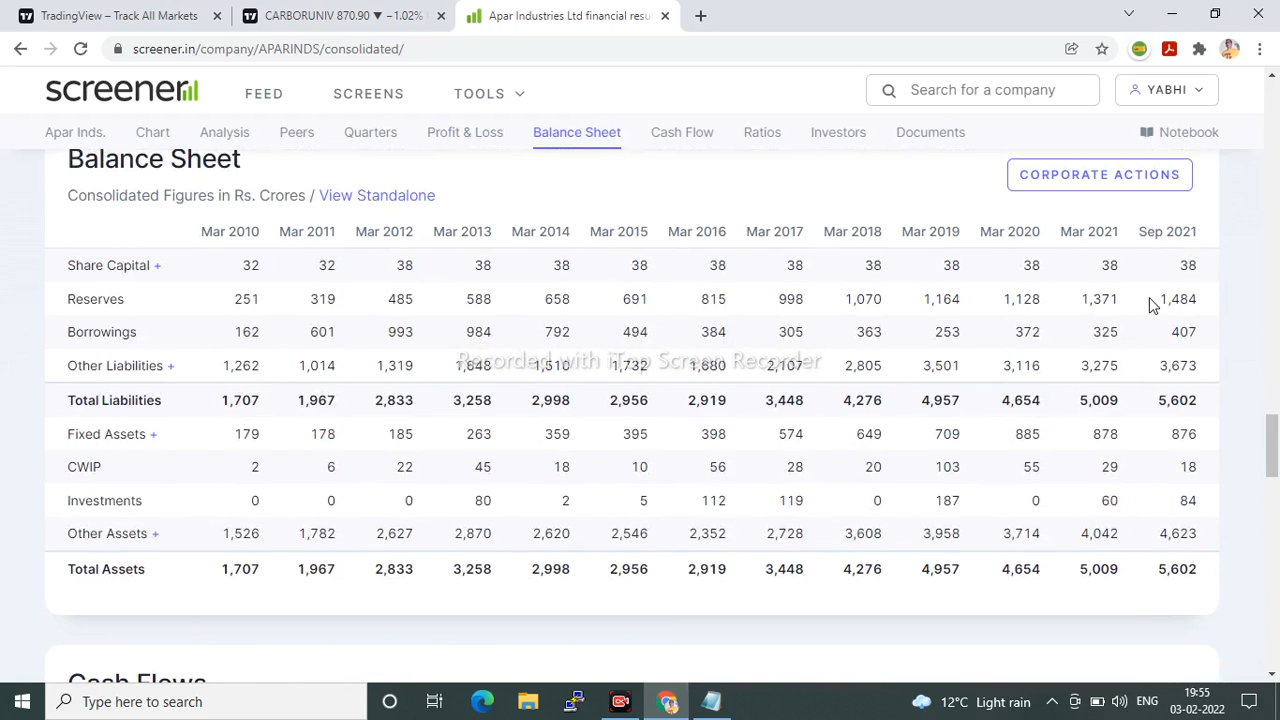 TradingView – Track All Markets
CARBORUNIV 870.90 ▼ −1.02%
Apar Industries Ltd financial resu
screener.in/company/APARINDS/consolidated/
screener
FEED SCREENS TOOLS
Search for a company
YABHI
Apar Inds. Chart Analysis Peers Quarters Profit & Loss Balance Sheet Cash Flow Ratios Investors Documents Notebook
Balance Sheet
CORPORATE ACTIONS
Consolidated Figures in Rs. Crores / View Standalone
Mar 2010 Mar 2011 Mar 2012 Mar 2013 Mar 2014 Mar 2015 Mar 2016 Mar 2017 Mar 2018 Mar 2019 Mar 2020 Mar 2021 Sep 2021
Share Capital + 32 32 38 38 38 38 38 38 38 38 38 38 38
Reserves 251 319 485 588 658 691 815 998 1,070 1,164 1,128 1,371 1,484
Borrowings 162 601 993 984 792 494 384 305 363 253 372 325 407
Recorded with iTop Screen Recorder
Other Liabilities + 1,262 1,014 1,319 1,648 1,510 1,732 1,680 2,107 2,805 3,501 3,116 3,275 3,673
Total Liabilities 1,707 1,967 2,833 3,258 2,998 2,956 2,919 3,448 4,276 4,957 4,654 5,009 5,602
Fixed Assets + 179 178 185 263 359 395 398 574 649 709 885 878 876
CWIP 2 6 22 45 18 10 56 28 20 103 55 29 18
Investments 0 0 0 80 2 5 112 119 0 187 0 60 84
Other Assets + 1,526 1,782 2,627 2,870 2,620 2,546 2,352 2,728 3,608 3,958 3,714 4,042 4,623
Total Assets 1,707 1,967 2,833 3,258 2,998 2,956 2,919 3,448 4,276 4,957 4,654 5,009 5,602
Cash Flows
Type here to search
12°C Light rain
ENG
19:55
03-02-2022